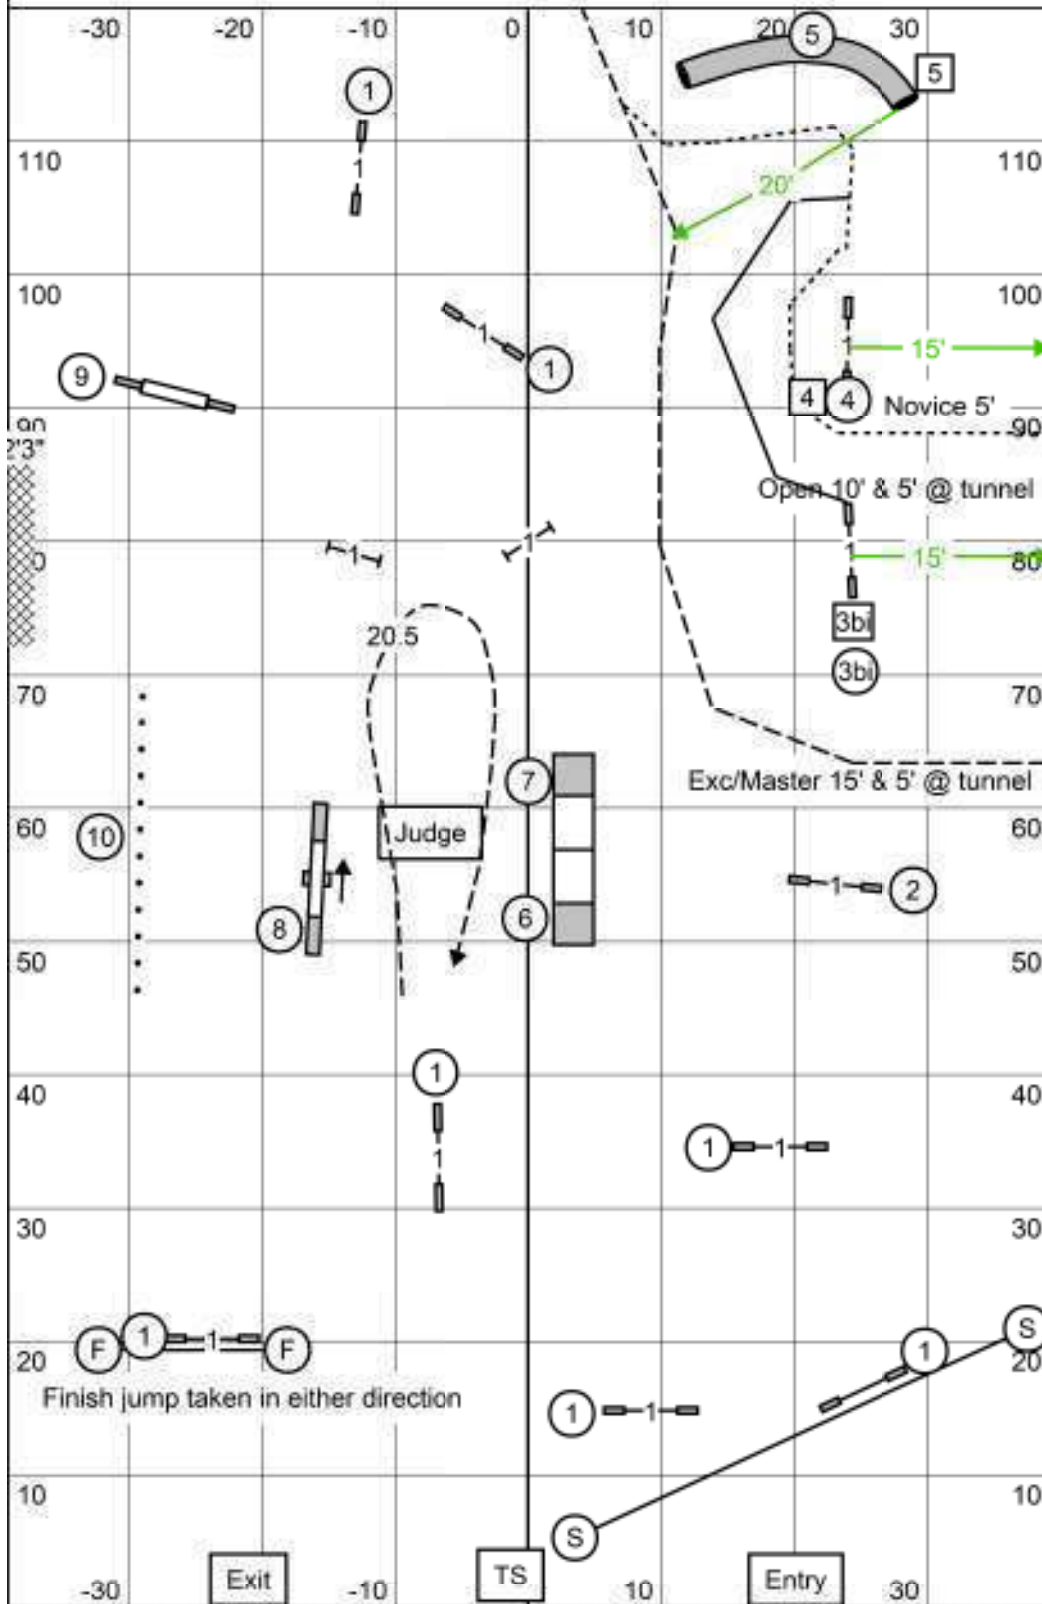 -30 -20 -10 0 20 30
5
5
1
110 1 110
20'
100 100
1
1 15'
9 1
4 4 Novice 5'
90 90
2'3"
Open 10' & 5' @ tunnel
1 1 1 15' 80
0
3bi
20.5
3bi
70 70
7 Exc/Master 15' & 5' @ tunnel
60 Judge 60
10
1 2
8 6
50 50
40 1 40
1 1 1
30 30
F 1 1 F 1 S
20 20
Finish jump taken in either direction
1 1
10 10
S
-30 Exit -10 TS 10 Entry 30